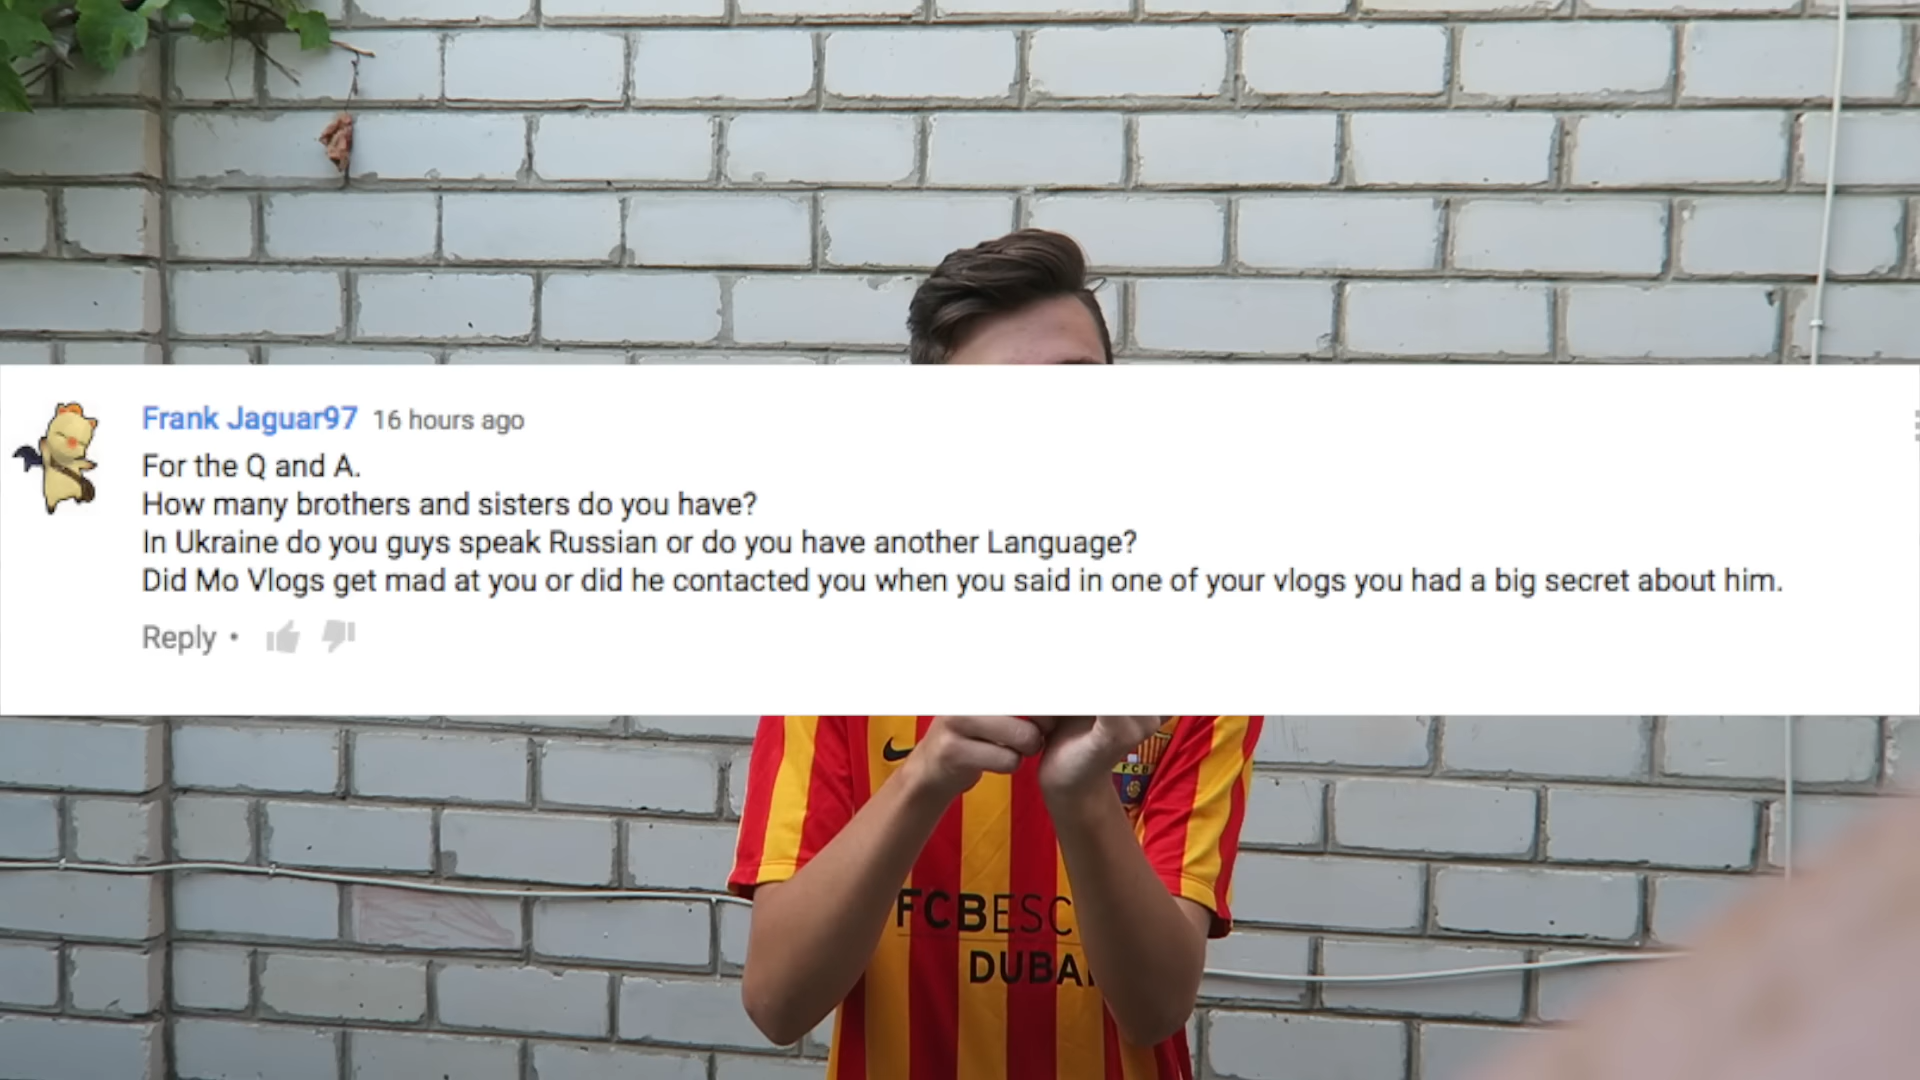 Frank Jaguar97 16 hours ago
For the Q and A.
How many brothers and sisters do you have?
In Ukraine do you guys speak Russian or do you have another Language?
Did Mo Vlogs get mad at you or did he contacted you when you said in one of your vlogs you had a big secret about him.
Reply •
FCB
FCBESC
DUBAI